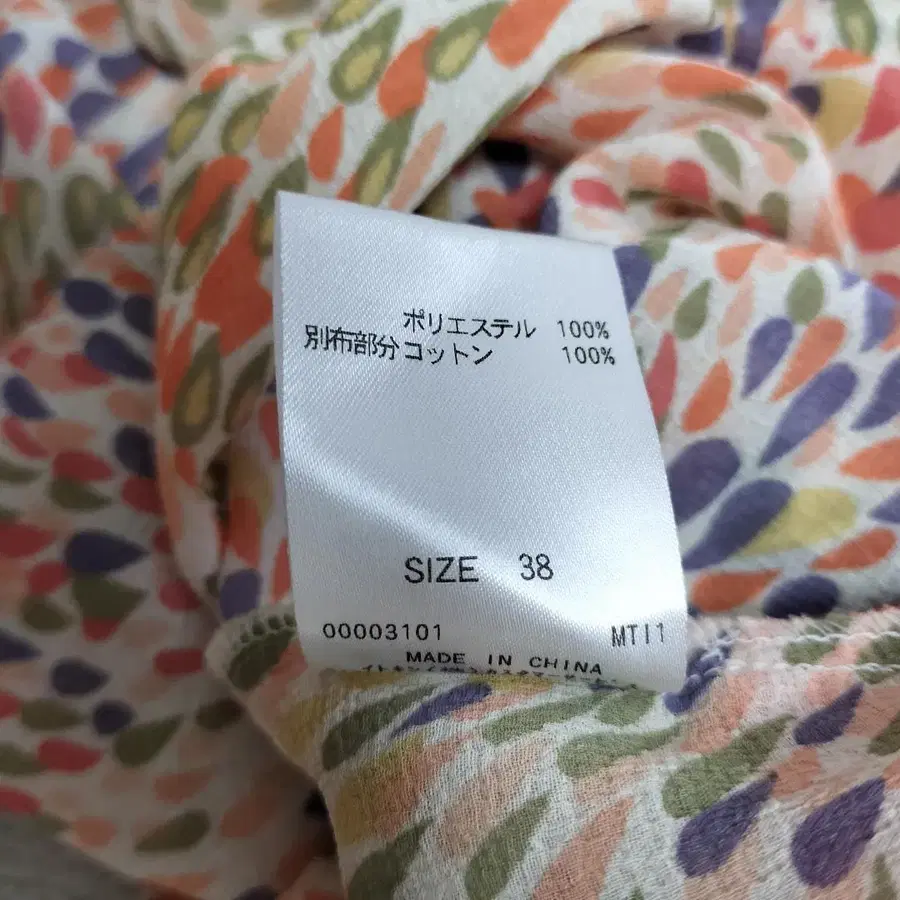 ポリエステル 100%
別布部分コットン 100%
SIZE 38
00003101 MTI1
MADE IN CHINA